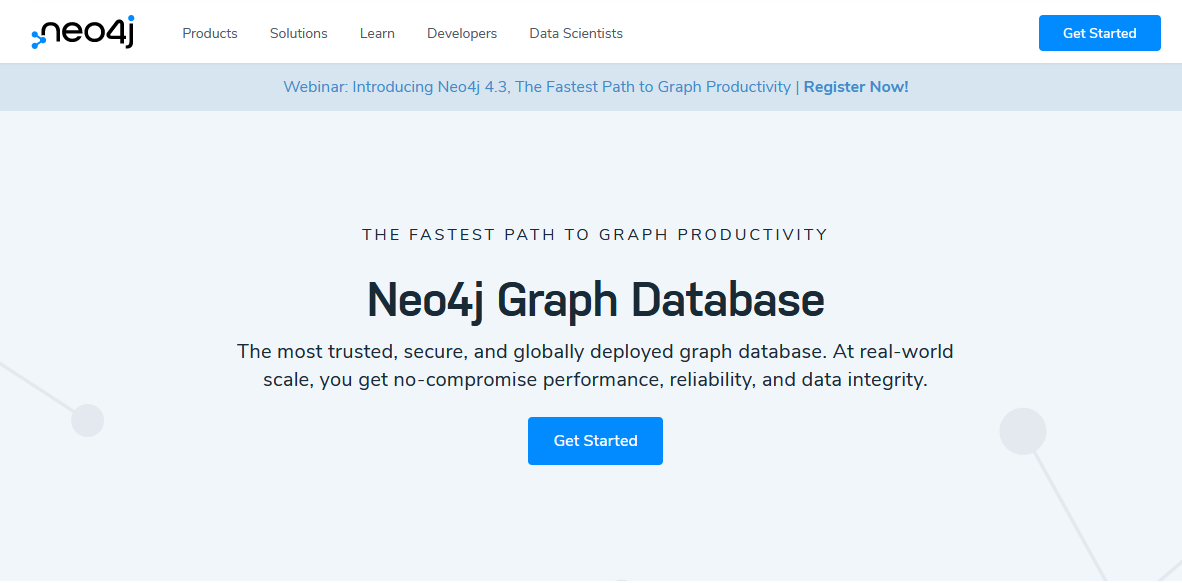 neo4j
Products Solutions Learn Developers Data Scientists Get Started
Webinar: Introducing Neo4j 4.3, The Fastest Path to Graph Productivity | Register Now!
THE FASTEST PATH TO GRAPH PRODUCTIVITY
Neo4j Graph Database
The most trusted, secure, and globally deployed graph database. At real-world
scale, you get no-compromise performance, reliability, and data integrity.
Get Started